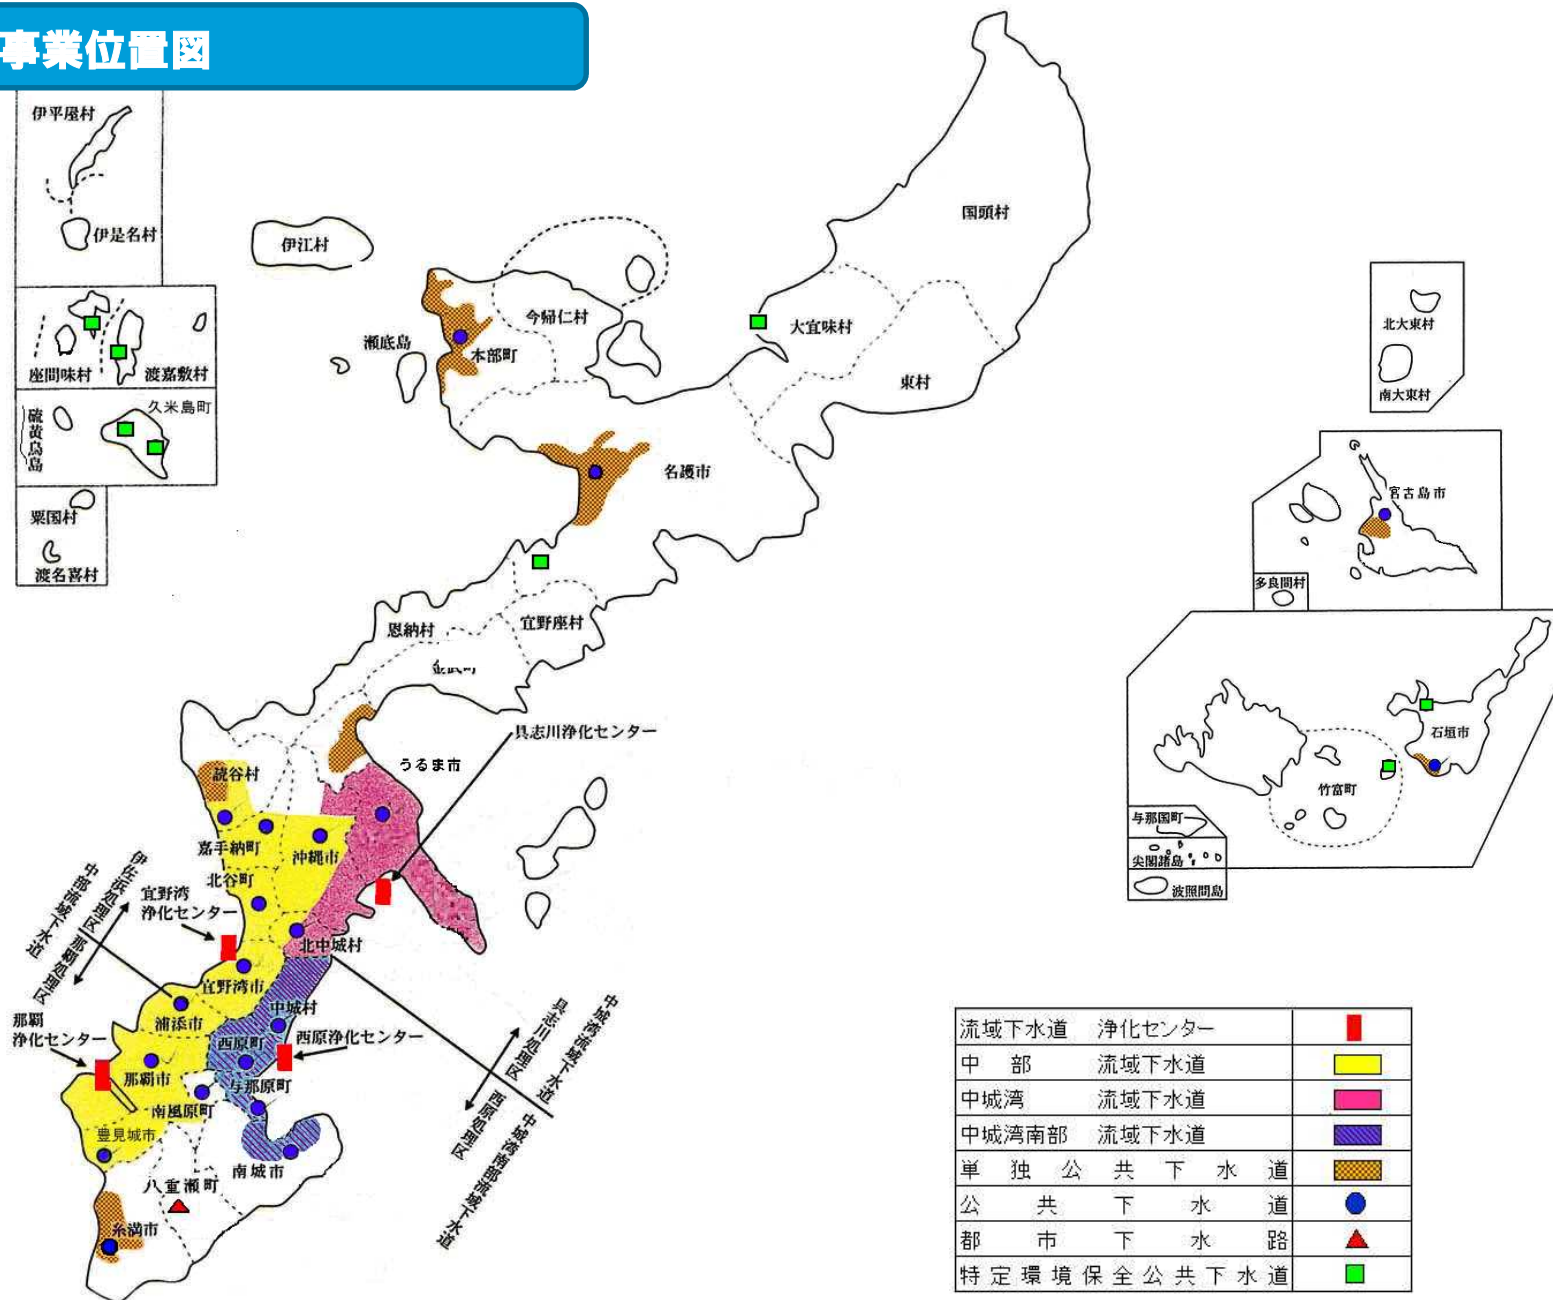 事業位置図
伊平屋村
伊是名村
伊江村
国頭村
今帰仁村
大宜味村
瀬底島
本部町
東村
座間味村
渡嘉敷村
久米島町
硫黄鳥島
名護市
粟国村
渡名喜村
北大東村
南大東村
宮古島市
多良間村
恩納村
宜野座村
具志川浄化センター
うるま市
読谷村
嘉手納町
沖縄市
北谷町
宜野湾
浄化センター
伊佐浜処理区
中部流域下水道
那覇処理区
北中城村
宜野湾市
中城村
浦添市
那覇
浄化センター
西原町
西原浄化センター
那覇市
与那原町
南風原町
豊見城市
南城市
八重瀬町
糸満市
中城湾流域下水道
具志川処理区
西原処理区
中城湾南部流域下水道
石垣市
竹富町
与那国町
尖閣諸島
波照間島
流域下水道 浄化センター
中部 流域下水道
中城湾 流域下水道
中城湾南部 流域下水道
単独公共下水道
公共下水道
都市下水路
特定環境保全公共下水道